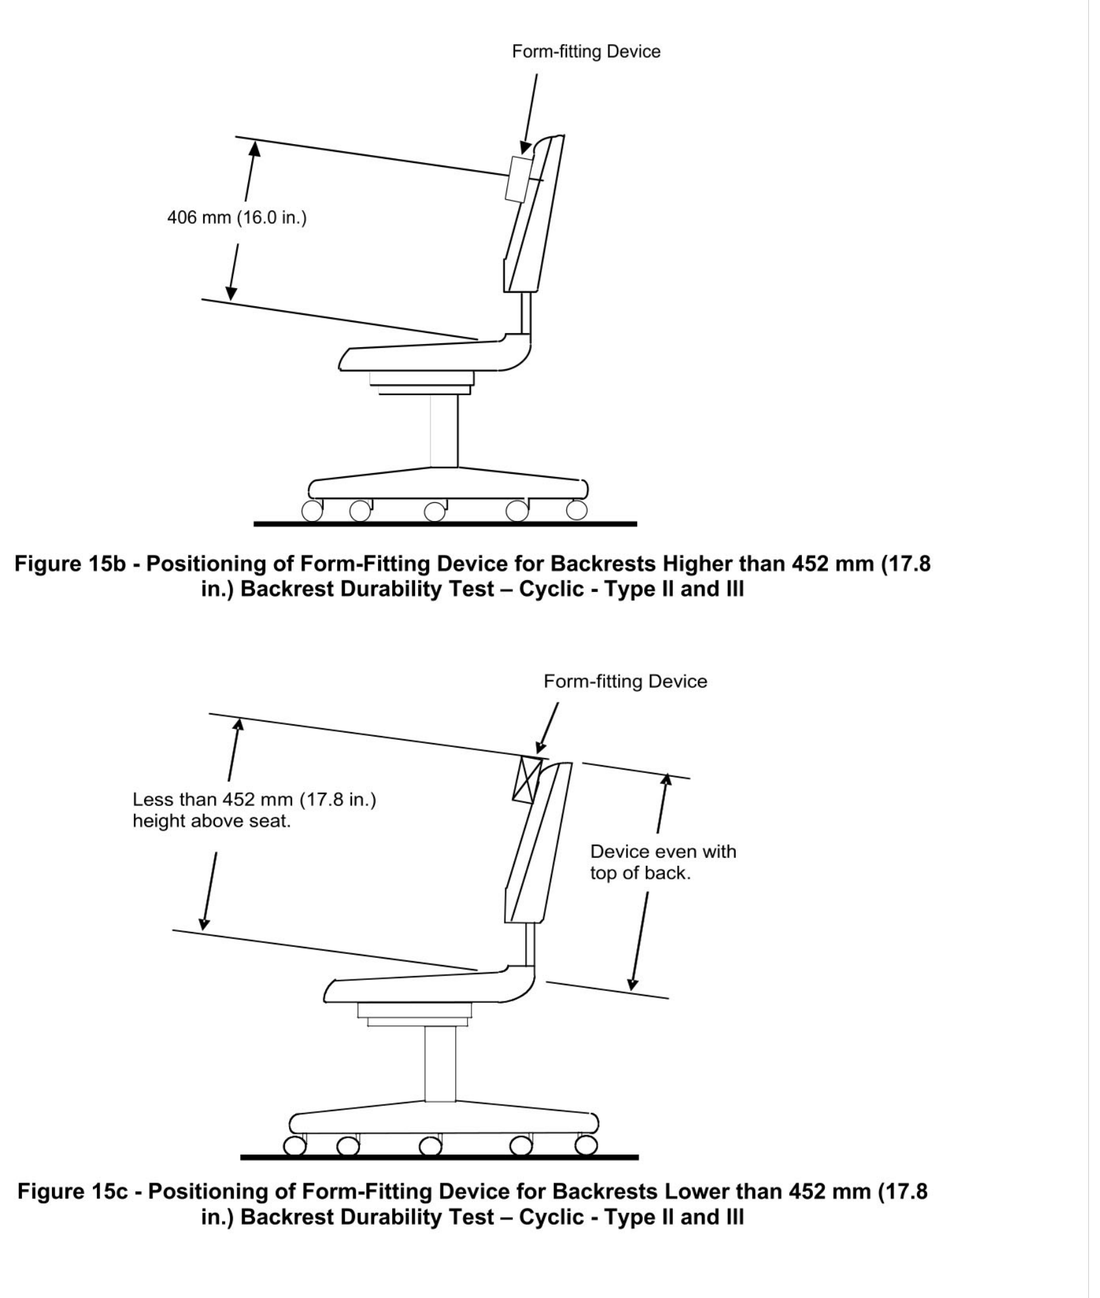 Form-fitting Device
406 mm (16.0 in.)
Figure 15b - Positioning of Form-Fitting Device for Backrests Higher than 452 mm (17.8
in.) Backrest Durability Test – Cyclic - Type II and III
Form-fitting Device
Less than 452 mm (17.8 in.)
height above seat.
Device even with
top of back.
Figure 15c - Positioning of Form-Fitting Device for Backrests Lower than 452 mm (17.8
in.) Backrest Durability Test – Cyclic - Type II and III